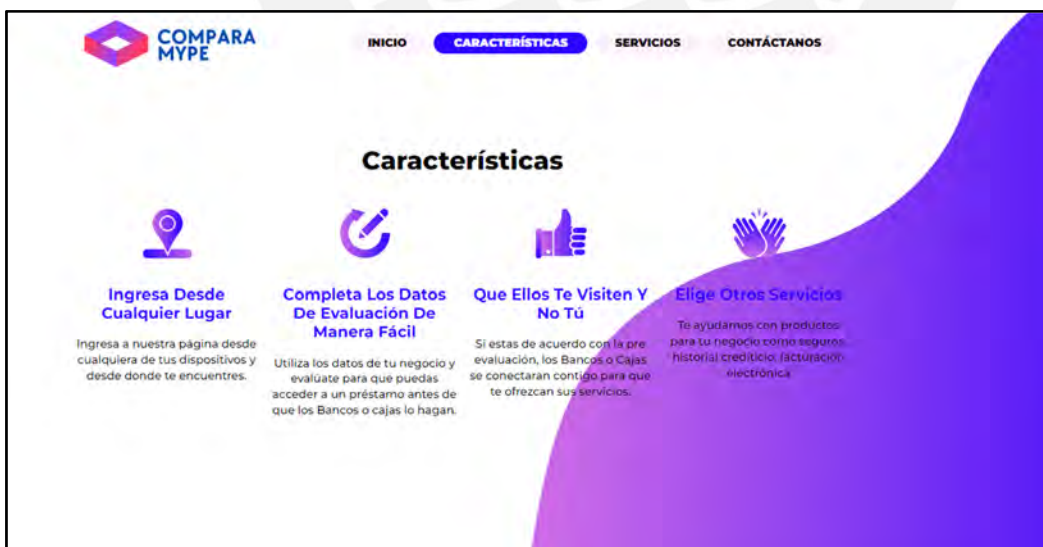 COMPARA
MYPE
INICIO
CARACTERÍSTICAS
SERVICIOS
CONTÁCTANOS
Características
Ingresa Desde
Cualquier Lugar
Ingresa a nuestra página desde
cualquiera de tus dispositivos y
desde donde te encuentres.
Completa Los Datos
De Evaluación De
Manera Fácil
Utiliza los datos de tu negocio y
evalúate para que puedas
acceder a un préstamo antes de
que los Bancos o cajas lo hagan.
Que Ellos Te Visiten Y
No Tú
Si estas de acuerdo con la pre
evaluación, los Bancos o Cajas
se conectaran contigo para que
te ofrezcan sus servicios.
Elige Otros Servicios
Te ayudamos con productos
para tu negocio como seguros,
historial crediticio, facturación
electrónica